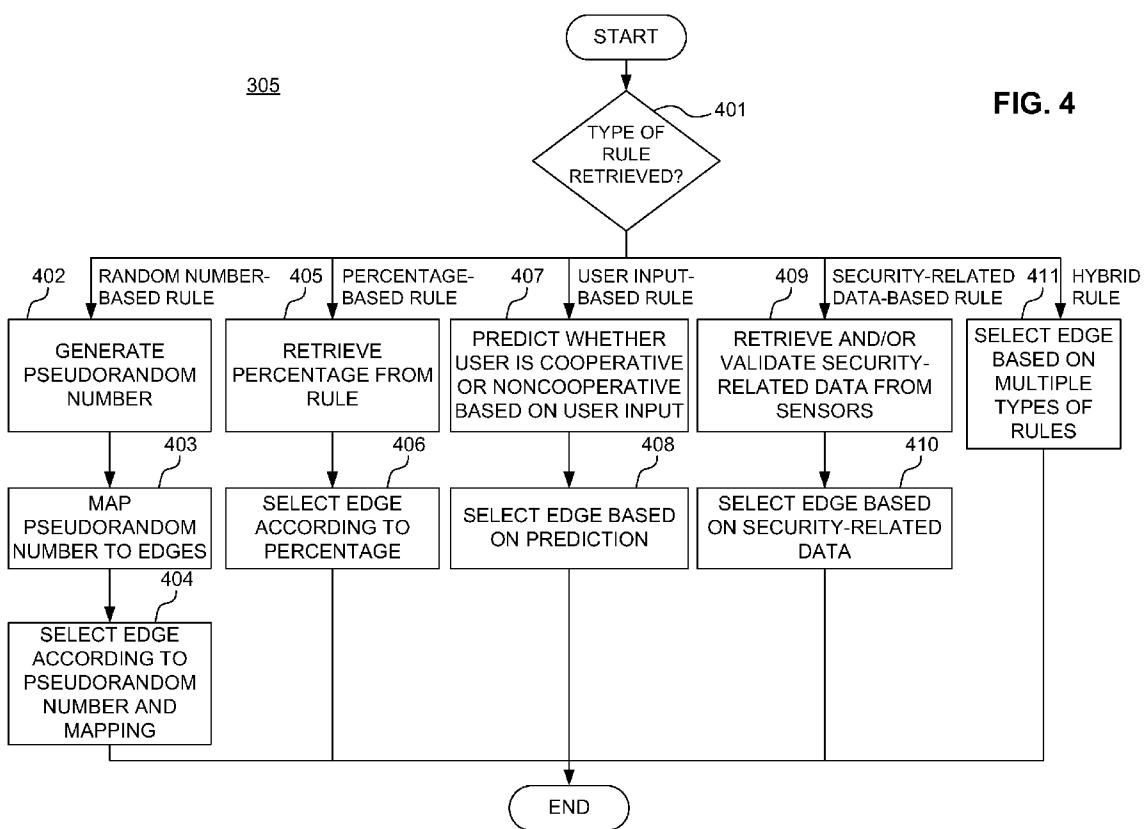 START
305
401
FIG. 4
TYPE OF
RULE
RETRIEVED?
402
RANDOM NUMBER-
BASED RULE
405
PERCENTAGE-
BASED RULE
407
USER INPUT-
BASED RULE
409
SECURITY-RELATED
DATA-BASED RULE
411
HYBRID
RULE
GENERATE
PSEUDORANDOM
NUMBER
RETRIEVE
PERCENTAGE FROM
RULE
PREDICT WHETHER
USER IS COOPERATIVE
OR NONCOOPERATIVE
BASED ON USER INPUT
RETRIEVE AND/OR
VALIDATE SECURITY-
RELATED DATA FROM
SENSORS
SELECT EDGE
BASED ON
MULTIPLE
TYPES OF
RULES
403
406
408
410
MAP
PSEUDORANDOM
NUMBER TO EDGES
SELECT EDGE
ACCORDING TO
PERCENTAGE
SELECT EDGE BASED
ON PREDICTION
SELECT EDGE BASED
ON SECURITY-RELATED
DATA
404
SELECT EDGE
ACCORDING TO
PSEUDORANDOM
NUMBER AND
MAPPING
END